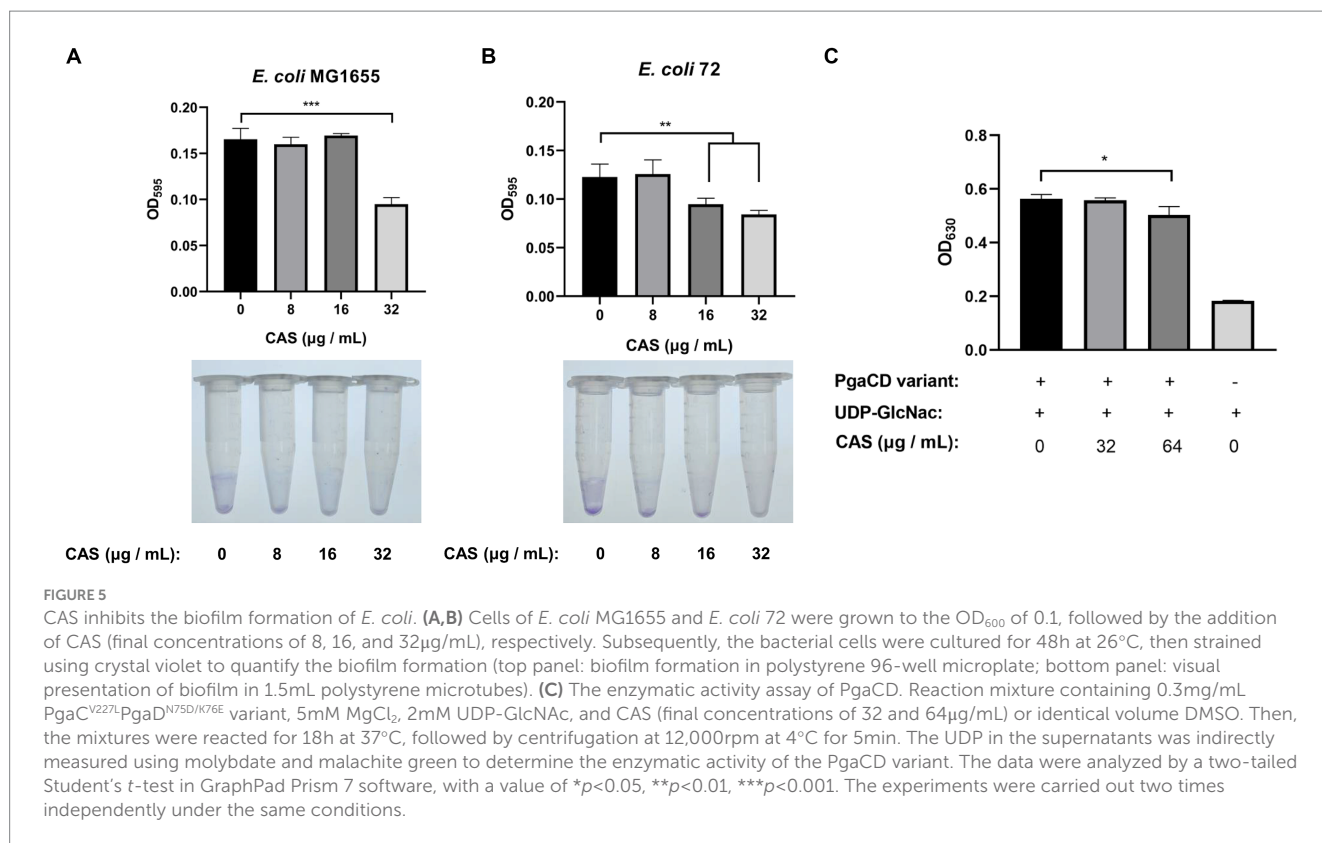 A
E. coli MG1655
***
0.20
0.15
0.10
0.05
0.00
OD595
0 8 16 32
CAS (µg / mL)
CAS (µg / mL): 0 8 16 32
B
E. coli 72
**
0.20
0.15
0.10
0.05
0.00
OD595
0 8 16 32
CAS (µg / mL)
CAS (µg / mL): 0 8 16 32
C
*
0.8
0.6
0.4
0.2
0.0
OD630
PgaCD variant: + + + -
UDP-GlcNac: + + + +
CAS (µg / mL): 0 32 64 0
FIGURE 5
CAS inhibits the biofilm formation of E. coli. (A,B) Cells of E. coli MG1655 and E. coli 72 were grown to the OD600 of 0.1, followed by the addition
of CAS (final concentrations of 8, 16, and 32µg/mL), respectively. Subsequently, the bacterial cells were cultured for 48h at 26°C, then strained
using crystal violet to quantify the biofilm formation (top panel: biofilm formation in polystyrene 96-well microplate; bottom panel: visual
presentation of biofilm in 1.5mL polystyrene microtubes). (C) The enzymatic activity assay of PgaCD. Reaction mixture containing 0.3mg/mL
PgaCV227LPgaDN75D/K76E variant, 5mM MgCl2, 2mM UDP-GlcNAc, and CAS (final concentrations of 32 and 64µg/mL) or identical volume DMSO. Then,
the mixtures were reacted for 18h at 37°C, followed by centrifugation at 12,000rpm at 4°C for 5min. The UDP in the supernatants was indirectly
measured using molybdate and malachite green to determine the enzymatic activity of the PgaCD variant. The data were analyzed by a two-tailed
Student's t-test in GraphPad Prism 7 software, with a value of *p<0.05, **p<0.01, ***p<0.001. The experiments were carried out two times
independently under the same conditions.